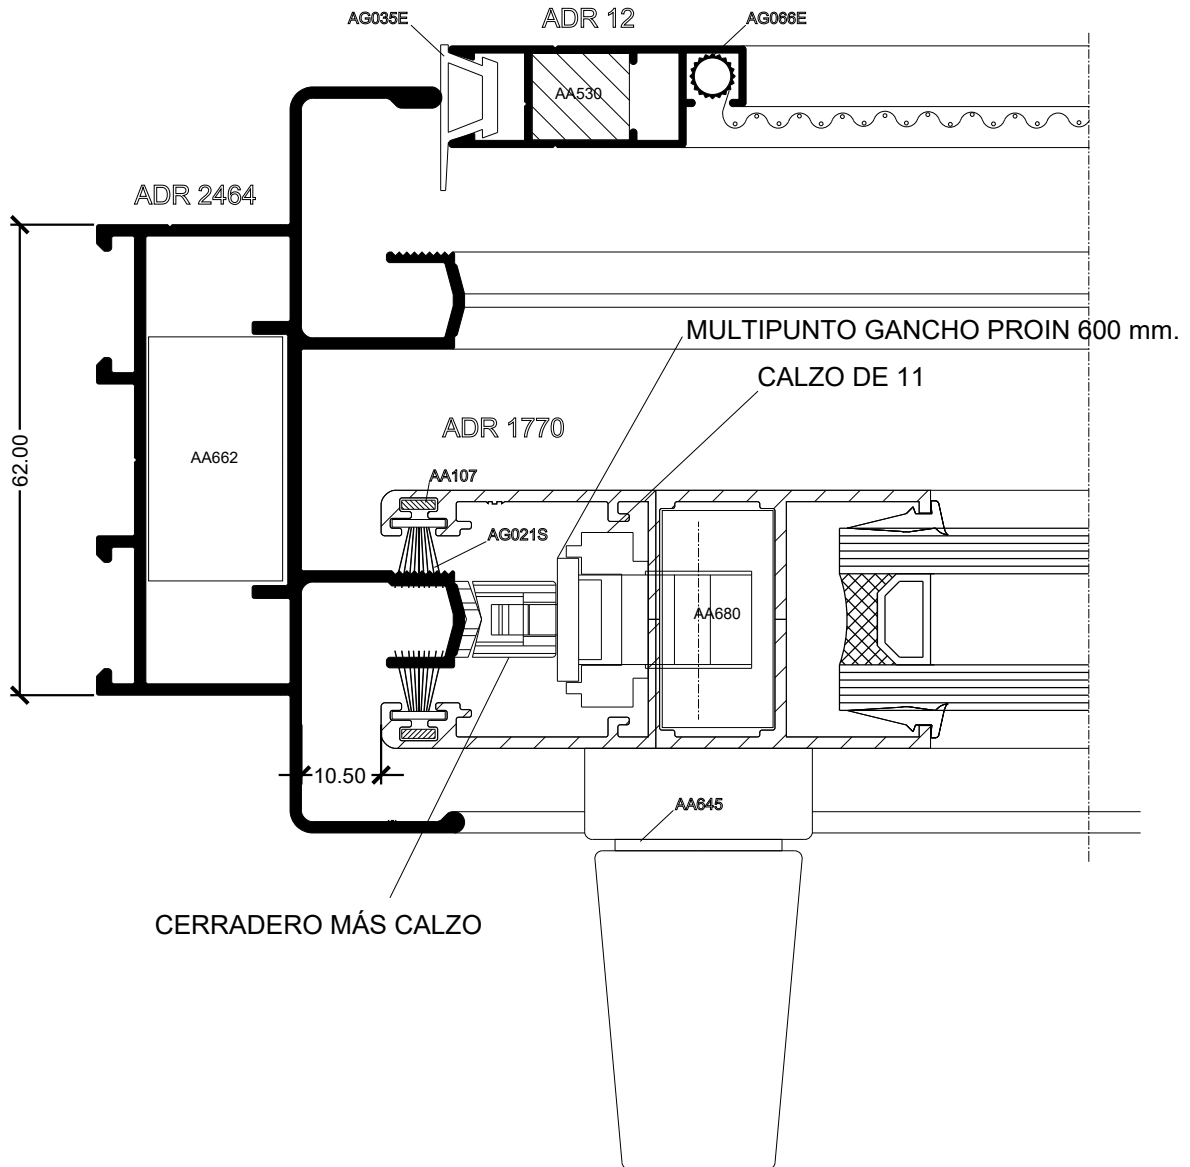 AG035E
ADR 12
AG066E
AA530
ADR 2464
MULTIPUNTO GANCHO PROIN 600 mm.
CALZO DE 11
ADR 1770
62.00
AA662
AA107
AG021S
AA680
10.50
AA645
CERRADERO MÁS CALZO